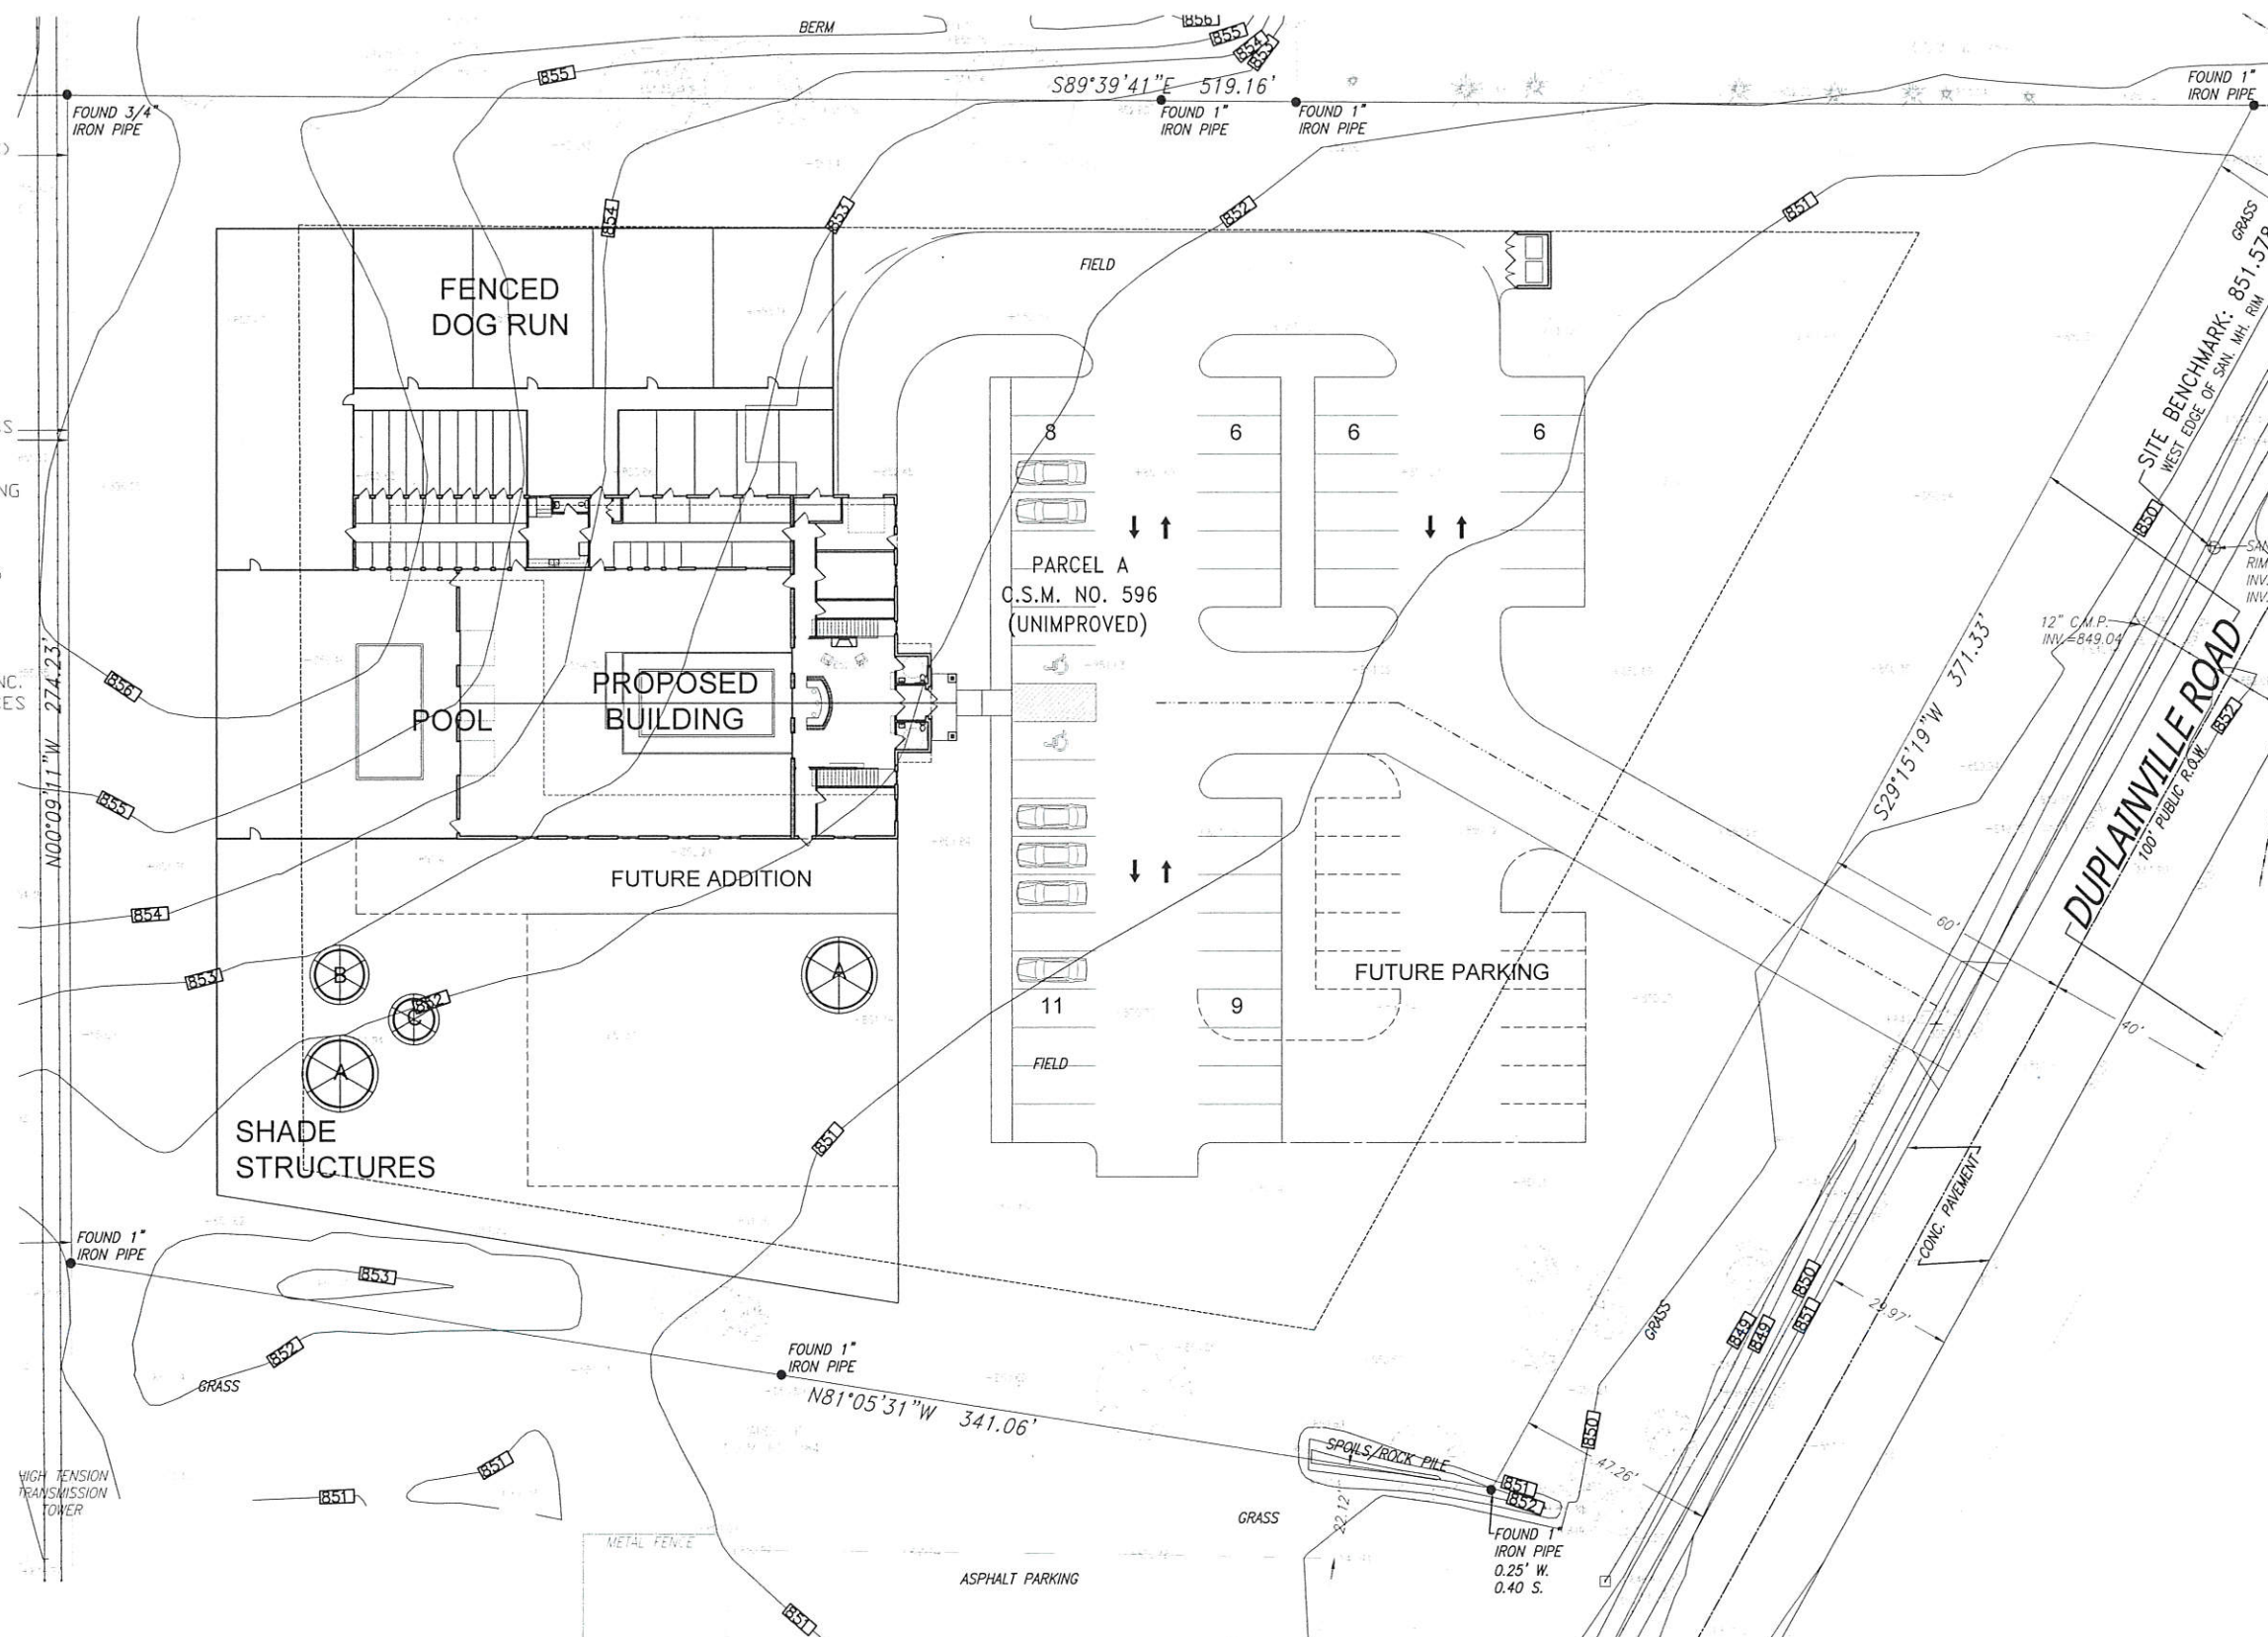 BERM
856
855
854
853
855
S89°39'41"E 519.16'
FOUND 3/4"
IRON PIPE
FOUND 1"
IRON PIPE
FOUND 1"
IRON PIPE
FOUND 1"
IRON PIPE
854
853
852
851
GRASS
FENCED
DOG RUN
FIELD
SITE BENCHMARK: 851.578
WEST EDGE OF SAN. MH. RIM
8
6
6
6
850
PARCEL A
C.S.M. NO. 596
(UNIMPROVED)
12" C.M.P.
INV.=849.04
S29°15'19"W 371.33'
N00°09'11"W 274.23'
856
POOL
PROPOSED
BUILDING
DUPLAINVILLE ROAD
100' PUBLIC R.O.W.
852
855
FUTURE ADDITION
854
60'
853
B
852
C
A
A
FUTURE PARKING
11
9
40'
FIELD
SHADE
STRUCTURES
851
CONC. PAVEMENT
FOUND 1"
IRON PIPE
853
852
GRASS
FOUND 1"
IRON PIPE
N81°05'31"W 341.06'
GRASS
849
849
850
851
29.97'
850
SPOILS/ROCK PILE
851
852
47.26'
22.12'
HIGH TENSION
TRANSMISSION
TOWER
851
851
METAL FENCE
GRASS
FOUND 1"
IRON PIPE
0.25' W.
0.40 S.
ASPHALT PARKING
851